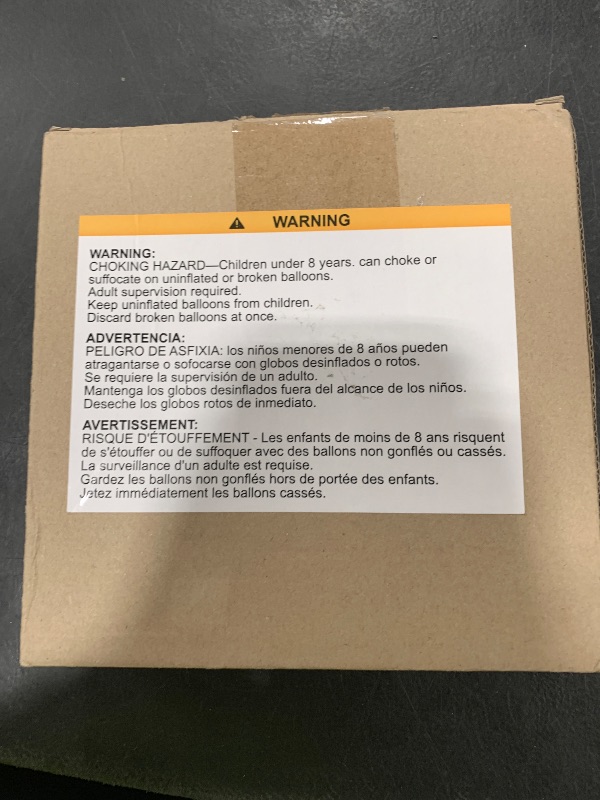 WARNING
WARNING:
CHOKING HAZARD—Children under 8 years. can choke or
suffocate on uninflated or broken balloons.
Adult supervision required.
Keep uninflated balloons from children.
Discard broken balloons at once.
ADVERTENCIA:
PELIGRO DE ASFIXIA: los niños menores de 8 años pueden
atragantarse o sofocarse con globos desinflados o rotos.
Se requiere la supervisión de un adulto.
Mantenga los globos desinflados fuera del alcance de los niños.
Deseche los globos rotos de inmediato.
AVERTISSEMENT:
RISQUE D'ÉTOUFFEMENT - Les enfants de moins de 8 ans risquent
de s'étouffer ou de suffoquer avec des ballons non gonflés ou cassés.
La surveillance d'un adulte est requise.
Gardez les ballons non gonflés hors de portée des enfants.
Jetez immédiatement les ballons cassés.